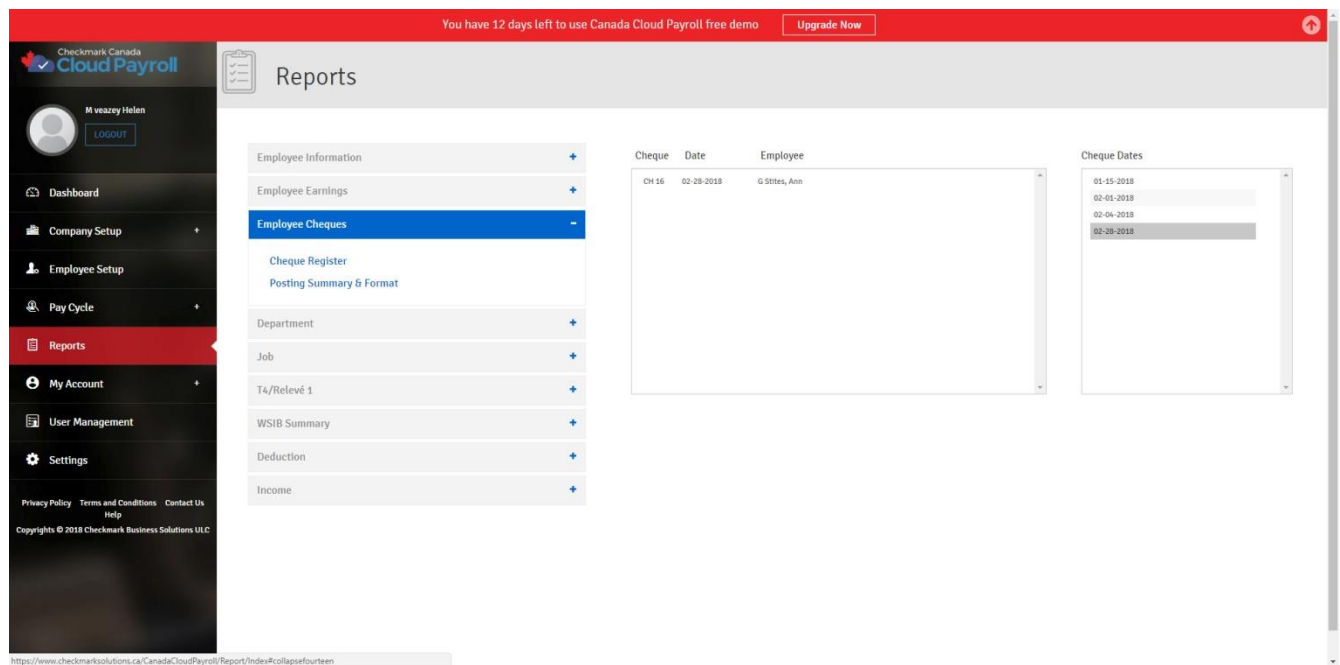 You have 12 days left to use Canada Cloud Payroll free demo
Upgrade Now
Checkmark Canada
Cloud Payroll
M veazey Helen
LOGOUT
Dashboard
Company Setup +
Employee Setup
Pay Cycle +
Reports
My Account +
User Management
Settings
Privacy Policy Terms and Conditions Contact Us
Help
Copyrights © 2018 Checkmark Business Solutions ULC
Reports
Employee Information +
Employee Earnings +
Employee Cheques -
Cheque Register
Posting Summary & Format
Department +
Job +
T4/Relevé 1 +
WSIB Summary +
Deduction +
Income +
Cheque Date Employee
CH 16 02-28-2018 G Stites, Ann
Cheque Dates
01-15-2018
02-01-2018
02-04-2018
02-28-2018
https://www.checkmarksolutions.ca/CanadaCloudPayroll/Report/Index#collapsefourteen